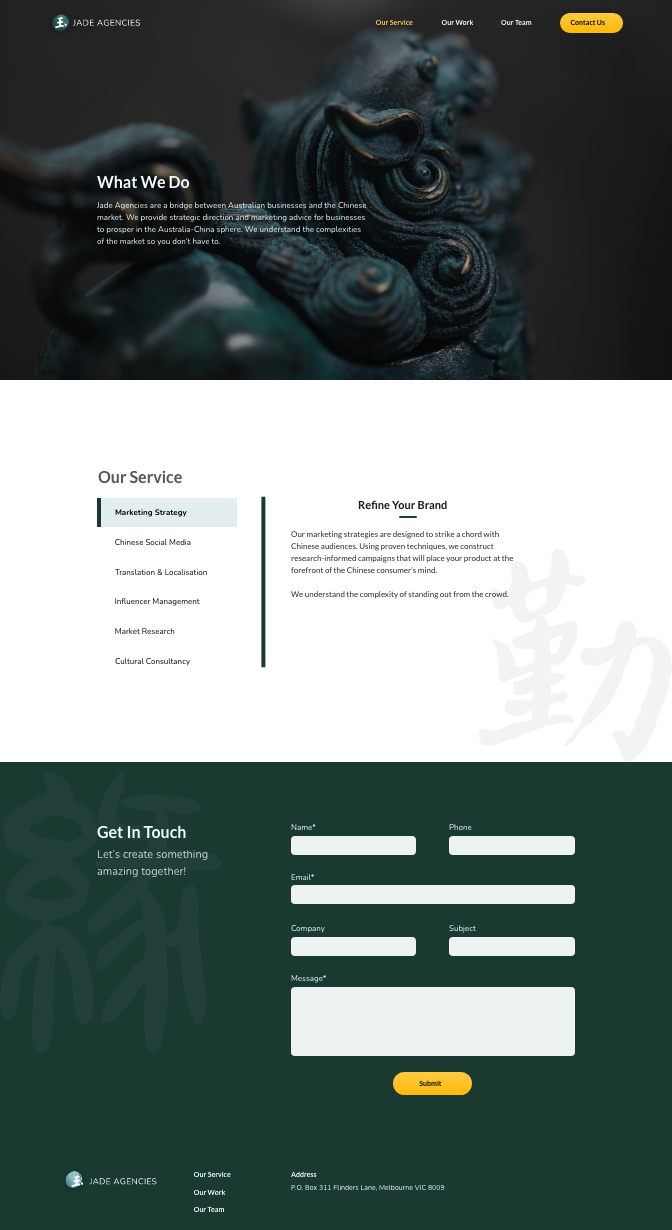 JADE AGENCIES
Our Service
Our Work
Our Team
Contact Us
What We Do
Jade Agencies are a bridge between Australian businesses and the Chinese
market. We provide strategic direction and marketing advice for businesses
to prosper in the Australia-China sphere. We understand the complexities
of the market so you don't have to.
Our Service
Marketing Strategy
Chinese Social Media
Translation & Localisation
Influencer Management
Market Research
Cultural Consultancy
Refine Your Brand
Our marketing strategies are designed to strike a chord with
Chinese audiences. Using proven techniques, we construct
research-informed campaigns that will place your product at the
forefront of the Chinese consumer's mind.
We understand the complexity of standing out from the crowd.
勤
Get In Touch
Let's create something
amazing together!
Name*
Phone
Email*
Company
Subject
Message*
Submit
JADE AGENCIES
Our Service
Our Work
Our Team
Address
P.O. Box 311 Flinders Lane, Melbourne VIC 8009